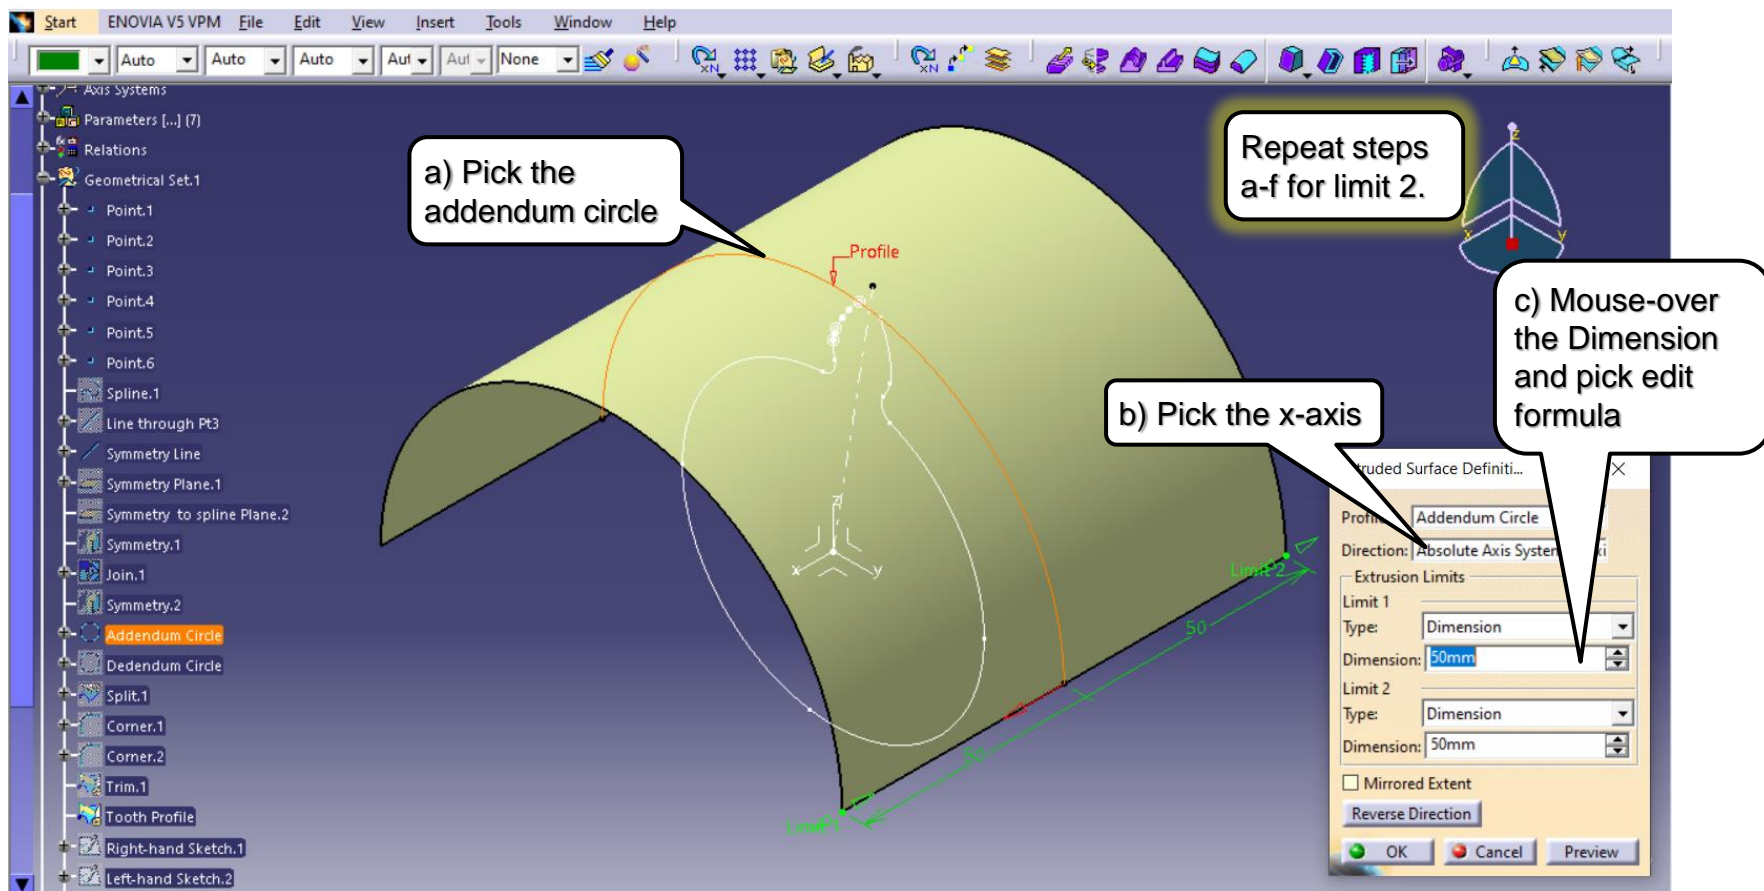 Start ENOVIA V5 VPM File Edit View Insert Tools Window Help
Auto Auto Auto Aut Aut None
Axis Systems
Parameters [...] (7)
Relations
Geometrical Set.1
Point.1
Point.2
Point.3
Point.4
Point.5
Point.6
Spline.1
Line through Pt3
Symmetry Line
Symmetry Plane.1
Symmetry to spline Plane.2
Symmetry.1
Join.1
Symmetry.2
Addendum Circle
Dedendum Circle
Split.1
Corner.1
Corner.2
Trim.1
Tooth Profile
Right-hand Sketch.1
Left-hand Sketch.2
a) Pick the
addendum circle
Profile
Repeat steps
a-f for limit 2.
z
x
y
c) Mouse-over
the Dimension
and pick edit
formula
b) Pick the x-axis
z
x
y
Limit 2
50
50
Limit 1
truded Surface Definiti...
Addendum Circle
Direction: Absolute Axis System
Extrusion Limits
Limit 1
Type: Dimension
Dimension: 50mm
Limit 2
Type: Dimension
Dimension: 50mm
Mirrored Extent
Reverse Direction
OK Cancel Preview